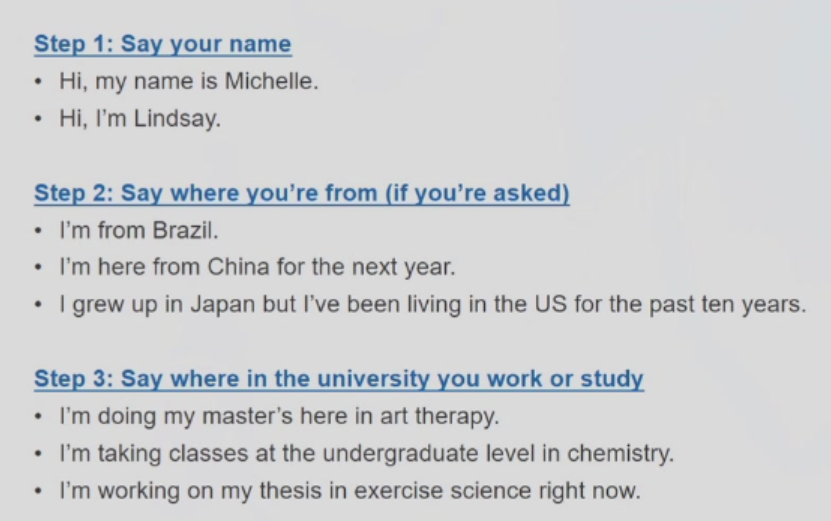 Step 1: Say your name
• Hi, my name is Michelle.
• Hi, I’m Lindsay.
Step 2: Say where you’re from (if you’re asked)
• I’m from Brazil.
• I’m here from China for the next year.
• I grew up in Japan but I’ve been living in the US for the past ten years.
Step 3: Say where in the university you work or study
• I’m doing my master’s here in art therapy.
• I’m taking classes at the undergraduate level in chemistry.
• I’m working on my thesis in exercise science right now.